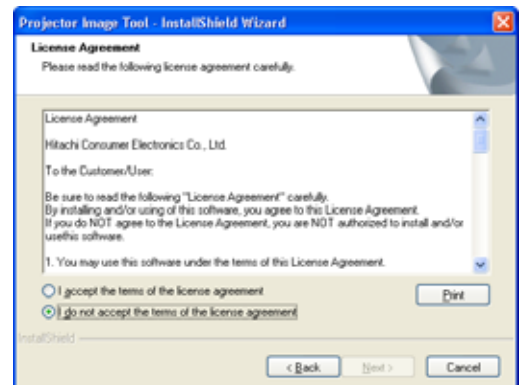 Projector Image Tool - InstallShield Wizard
License Agreement
Please read the following license agreement carefully.
License Agreement
Hitachi Consumer Electronics Co., Ltd.
To the Customer/User:
Be sure to read the following "License Agreement" carefully.
By installing and/or using of this software, you agree to this License Agreement.
If you do NOT agree to the License Agreement, you are NOT authorized to install and/or
usethis software.
1. You may use this software under the terms of this License Agreement.
I accept the terms of the license agreement
Print
I do not accept the terms of the license agreement
InstallShield
< Back
Next >
Cancel